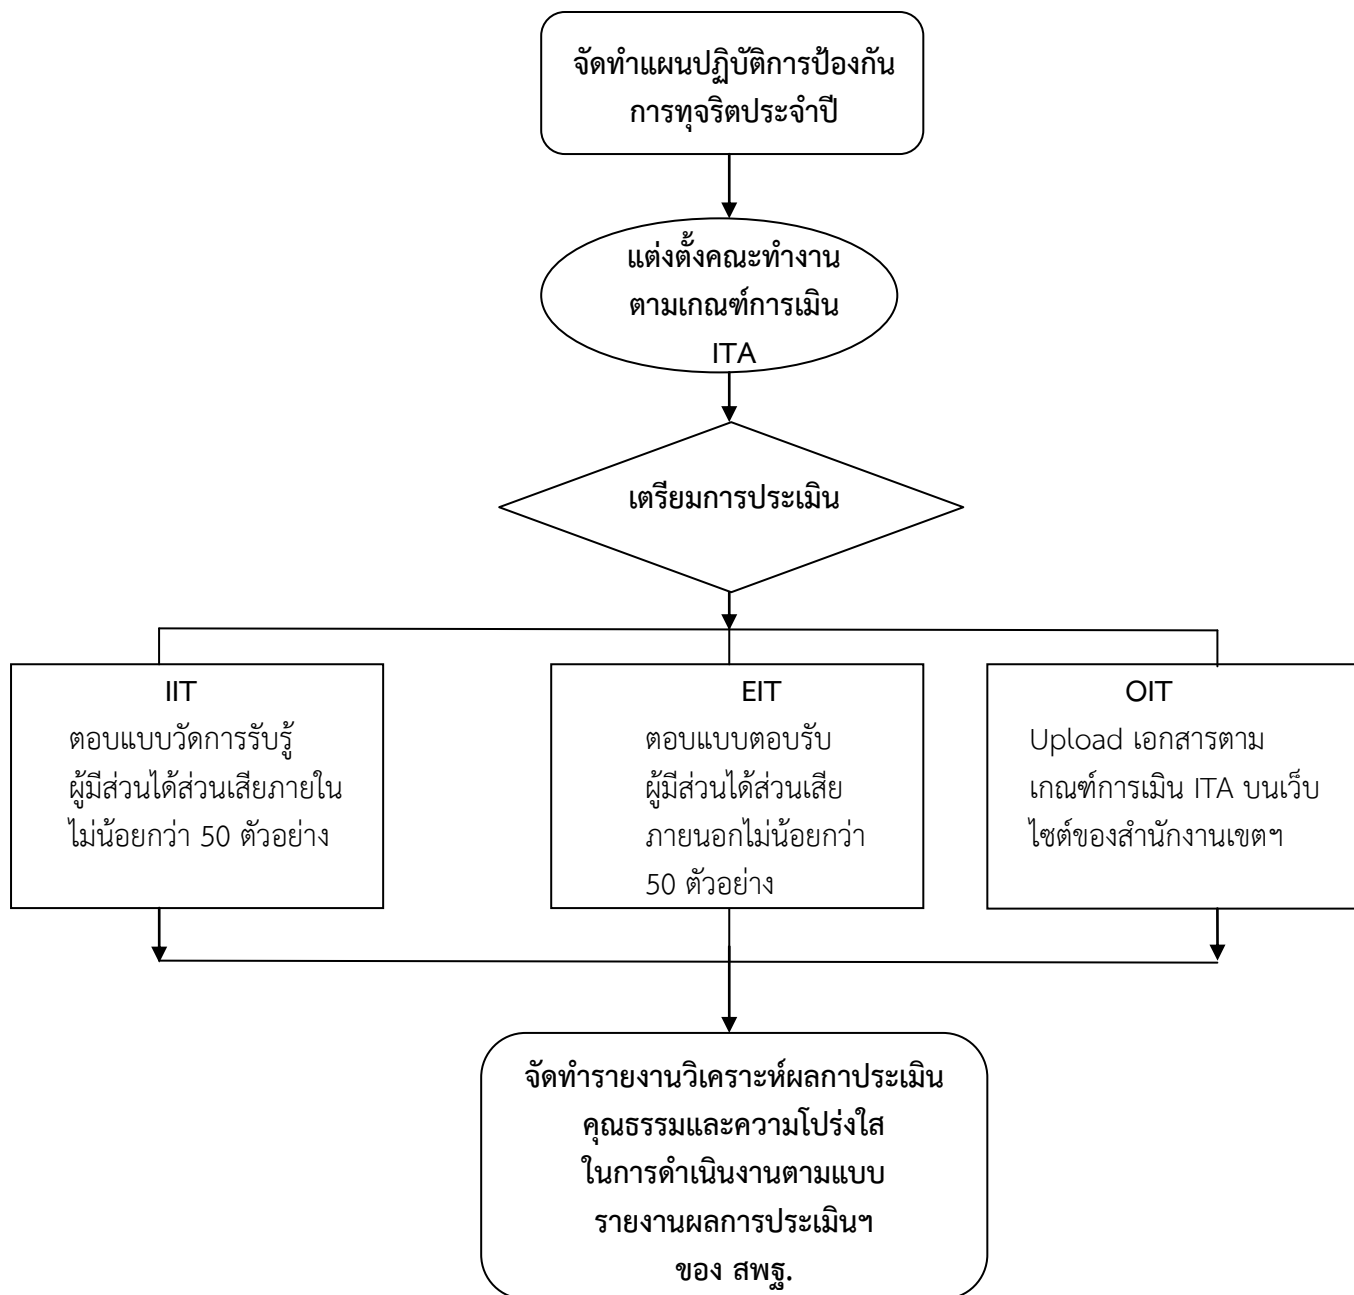 จัดทำแผนปฏิบัติการป้องกัน
การทุจริตประจำปี
แต่งตั้งคณะทำงาน
ตามเกณฑ์การเมิน
ITA
เตรียมการประเมิน
IIT
ตอบแบบวัดการรับรู้
ผู้มีส่วนได้ส่วนเสียภายใน
ไม่น้อยกว่า 50 ตัวอย่าง
EIT
ตอบแบบตอบรับ
ผู้มีส่วนได้ส่วนเสีย
ภายนอกไม่น้อยกว่า
50 ตัวอย่าง
OIT
Upload เอกสารตาม
เกณฑ์การเมิน ITA บนเว็บ
ไซต์ของสำนักงานเขตฯ
จัดทำรายงานวิเคราะห์ผลกาประเมิน
คุณธรรมและความโปร่งใส
ในการดำเนินงานตามแบบ
รายงานผลการประเมินฯ
ของ สพฐ.